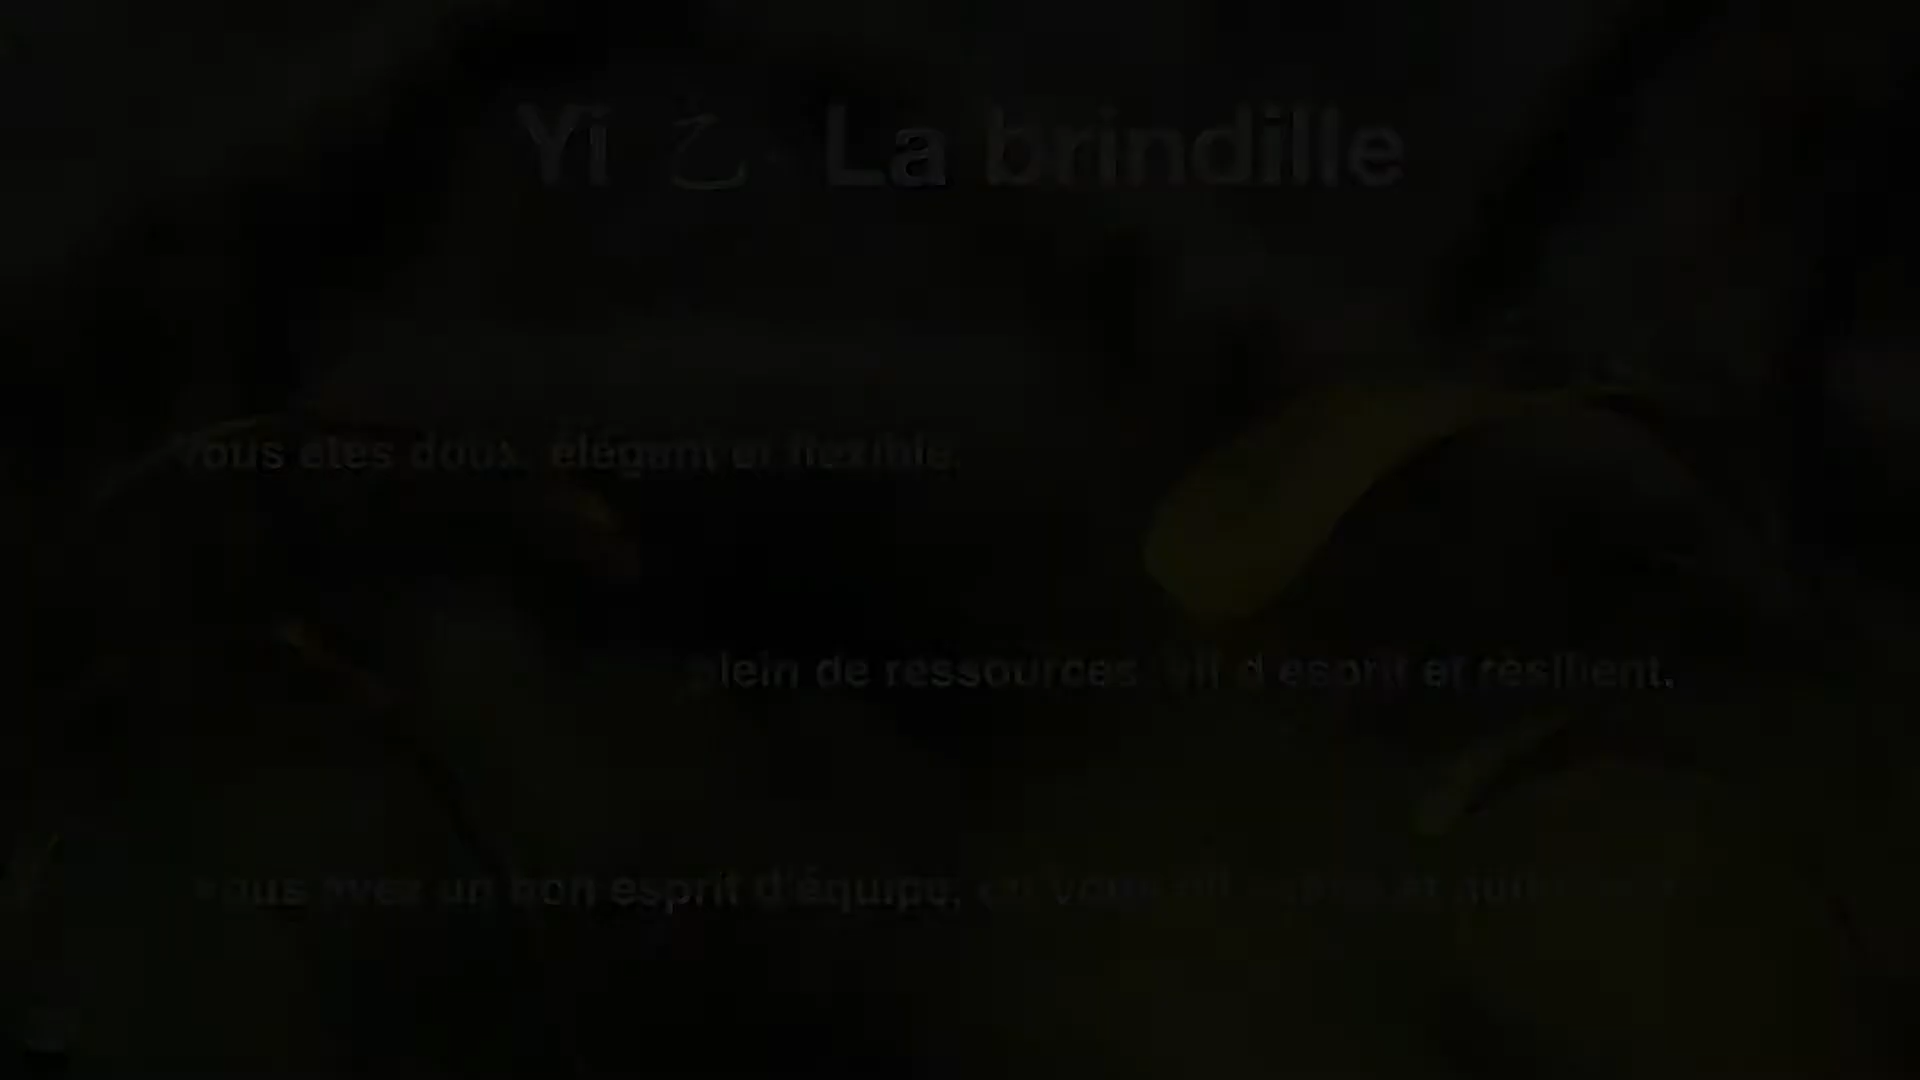 Yi 乙 La brindille
Vous êtes doux, élégant et flexible.
plein de ressources, vif d'esprit et résilient.
vous avez un bon esprit d'équipe,